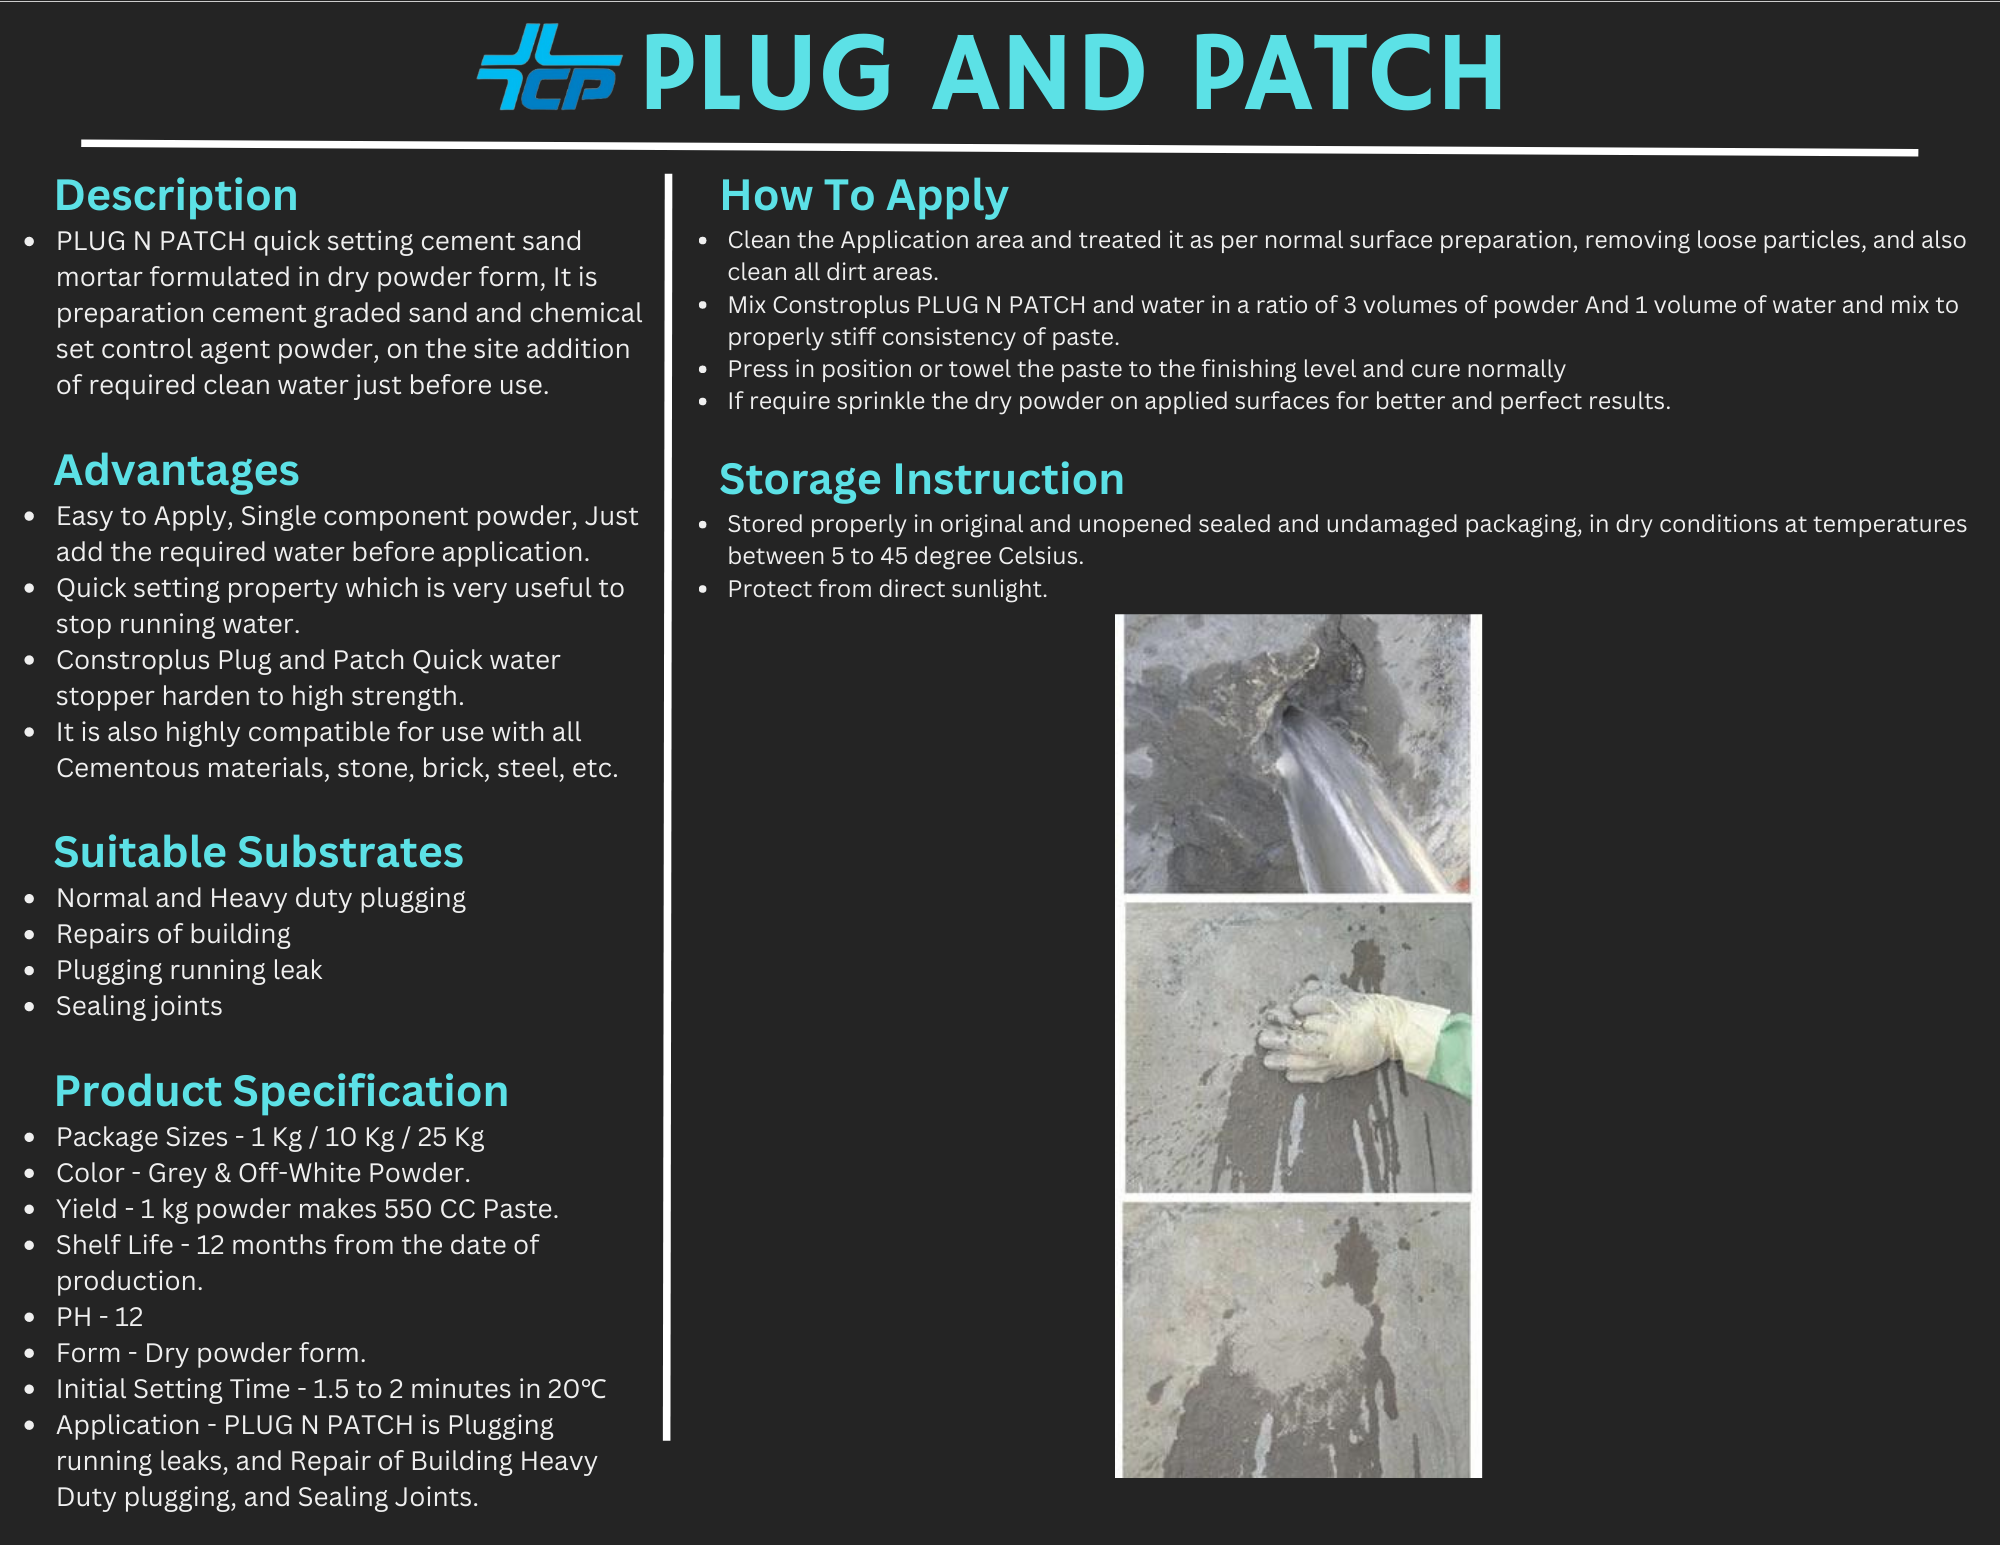 JL TCP PLUG AND PATCH
Description
• PLUG N PATCH quick setting cement sand
mortar formulated in dry powder form, It is
preparation cement graded sand and chemical
set control agent powder, on the site addition
of required clean water just before use.
Advantages
• Easy to Apply, Single component powder, Just
add the required water before application.
• Quick setting property which is very useful to
stop running water.
• Constroplus Plug and Patch Quick water
stopper harden to high strength.
• It is also highly compatible for use with all
Cementous materials, stone, brick, steel, etc.
Suitable Substrates
• Normal and Heavy duty plugging
• Repairs of building
• Plugging running leak
• Sealing joints
Product Specification
• Package Sizes - 1 Kg / 10 Kg / 25 Kg
• Color - Grey & Off-White Powder.
• Yield - 1 kg powder makes 550 CC Paste.
• Shelf Life - 12 months from the date of
production.
• PH - 12
• Form - Dry powder form.
• Initial Setting Time - 1.5 to 2 minutes in 20℃
• Application - PLUG N PATCH is Plugging
running leaks, and Repair of Building Heavy
Duty plugging, and Sealing Joints.
How To Apply
• Clean the Application area and treated it as per normal surface preparation, removing loose particles, and also
clean all dirt areas.
• Mix Constroplus PLUG N PATCH and water in a ratio of 3 volumes of powder And 1 volume of water and mix to
properly stiff consistency of paste.
• Press in position or towel the paste to the finishing level and cure normally
• If require sprinkle the dry powder on applied surfaces for better and perfect results.
Storage Instruction
• Stored properly in original and unopened sealed and undamaged packaging, in dry conditions at temperatures
between 5 to 45 degree Celsius.
• Protect from direct sunlight.